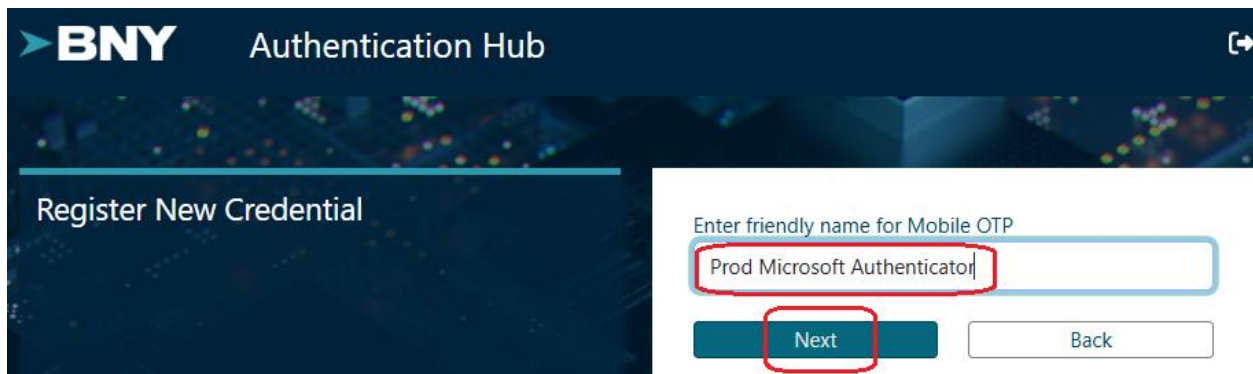 BNY Authentication Hub
Register New Credential
Enter friendly name for Mobile OTP
Prod Microsoft Authenticator
Next Back